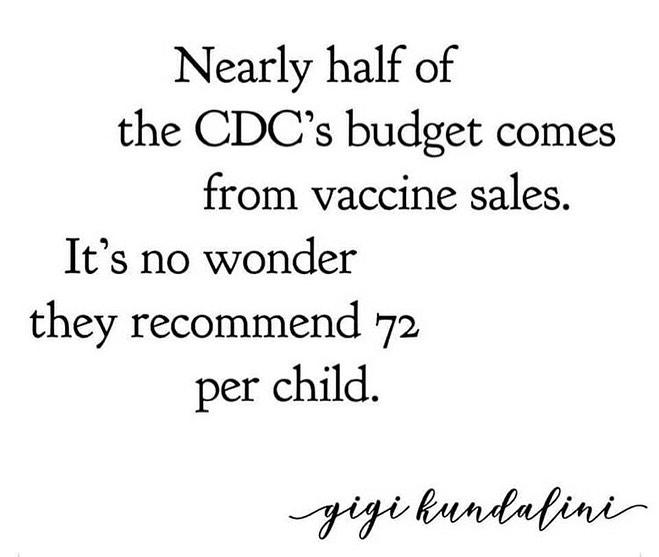 Nearly half of
the CDC’s budget comes
from vaccine sales.
It’s no wonder
they recommend 72
per child.
gigi kundalini